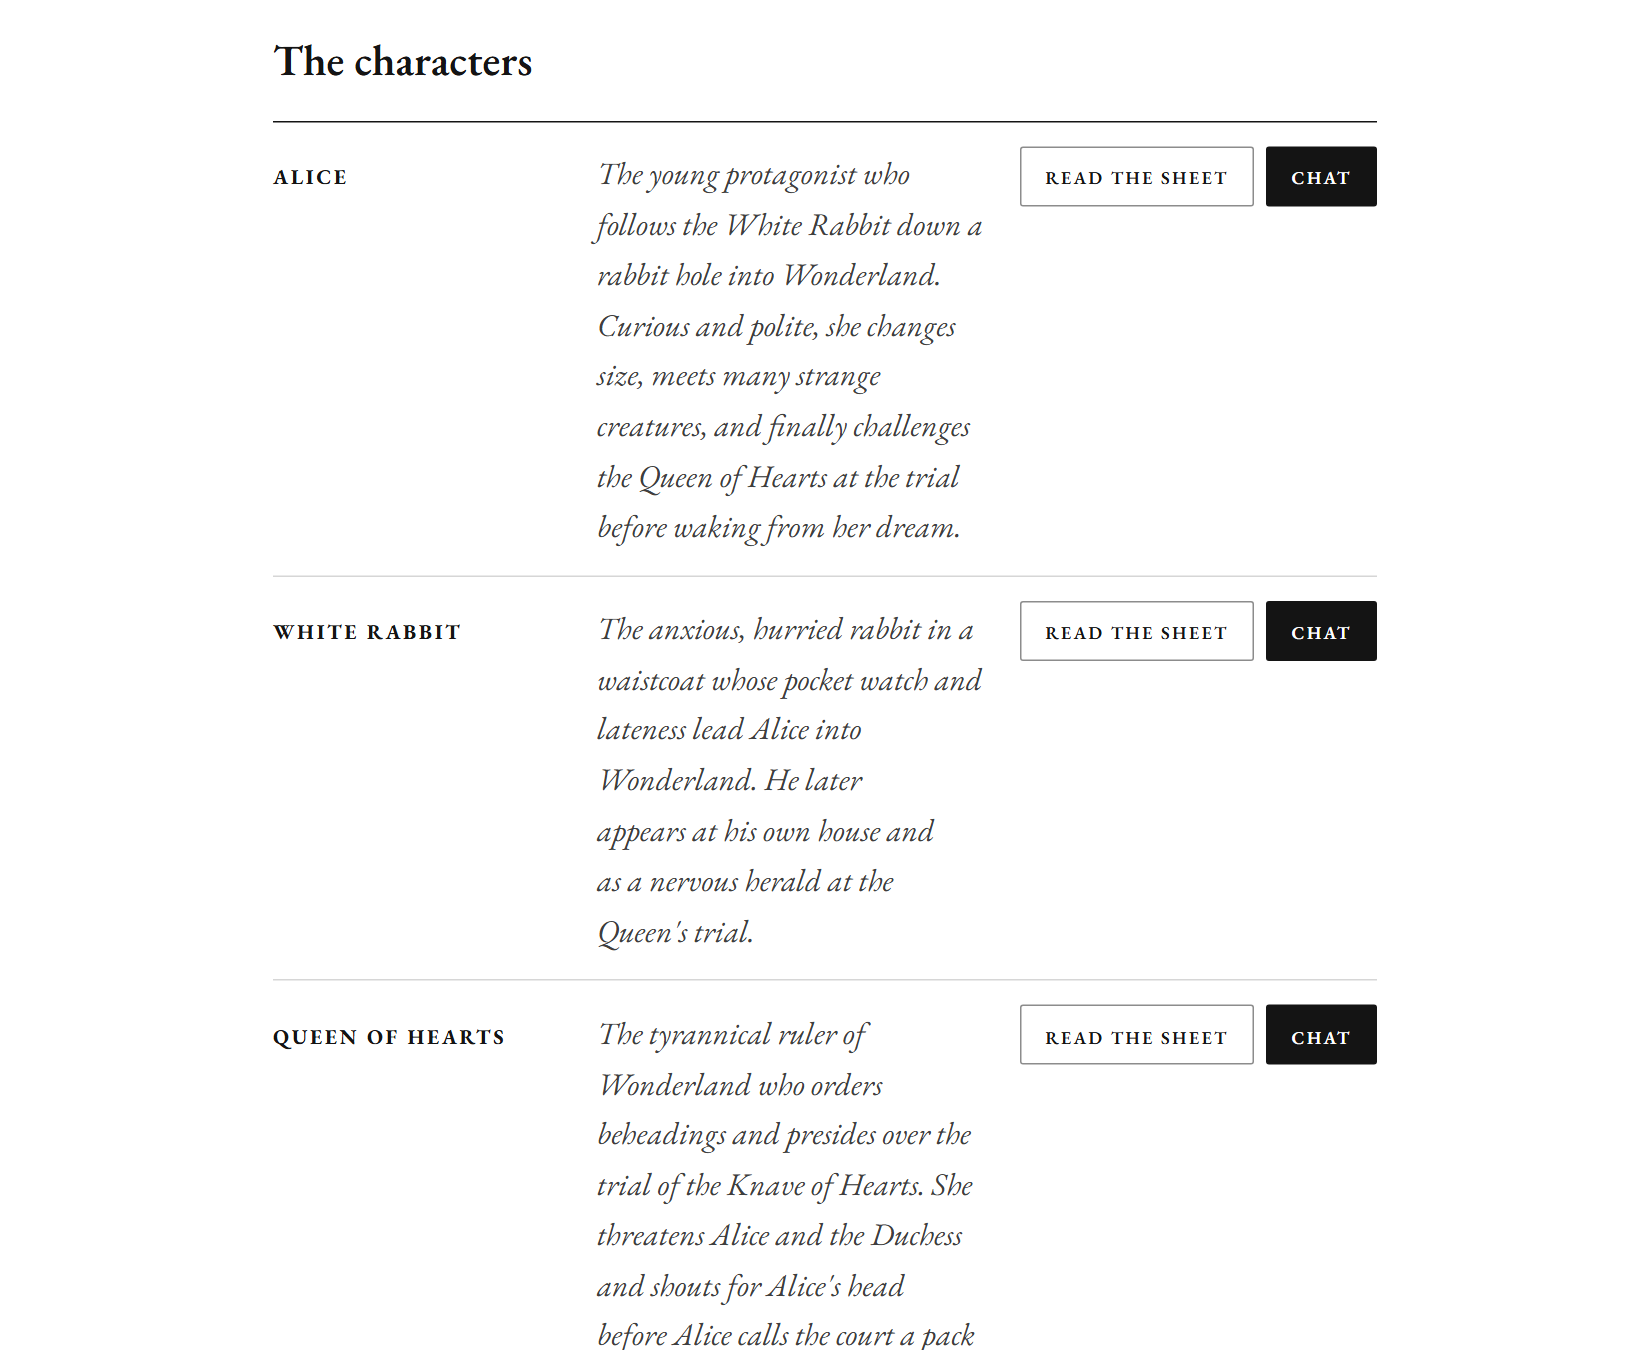 The characters
ALICE
The young protagonist who
follows the White Rabbit down a
rabbit hole into Wonderland.
Curious and polite, she changes
size, meets many strange
creatures, and finally challenges
the Queen of Hearts at the trial
before waking from her dream.
READ THE SHEET
CHAT
WHITE RABBIT
The anxious, hurried rabbit in a
waistcoat whose pocket watch and
lateness lead Alice into
Wonderland. He later
appears at his own house and
as a nervous herald at the
Queen's trial.
READ THE SHEET
CHAT
QUEEN OF HEARTS
The tyrannical ruler of
Wonderland who orders
beheadings and presides over the
trial of the Knave of Hearts. She
threatens Alice and the Duchess
and shouts for Alice's head
before Alice calls the court a pack
READ THE SHEET
CHAT